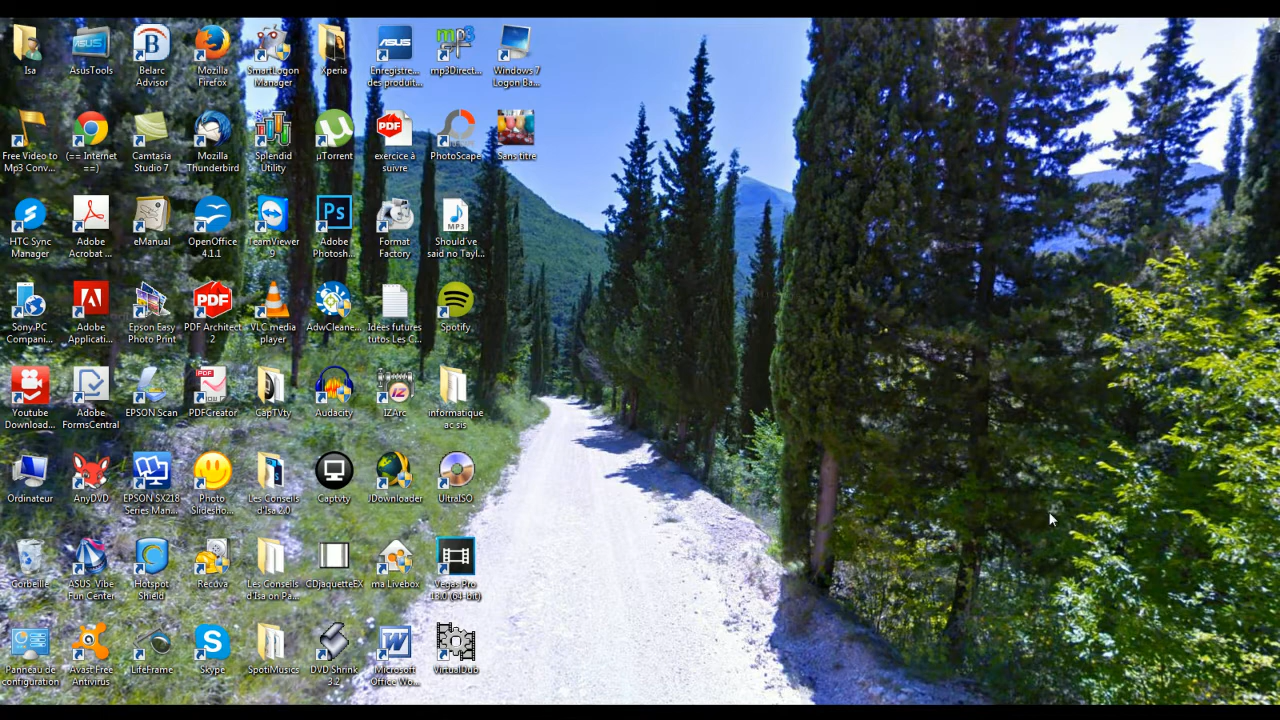 Isa
AsusTools
Belarc
Advisor
Mozilla
Firefox
SmartLogon
Manager
Xperia
Enregistre...
des produit...
mp3Direct...
Windows 7
Logon Ba...
Free Video to
Mp3 Conv...
(== Internet
==)
Camtasia
Studio 7
Mozilla
Thunderbird
Splendid
Utility
µTorrent
exercice à
suivre
PhotoScape
Sans titre
HTC Sync
Manager
Adobe
Acrobat ...
eManual
OpenOffice
4.1.1
TeamViewer
9
Adobe
Photosh...
Format
Factory
Should've
said no Tayl...
Sony PC
Compani...
Adobe
Applicati...
Epson Easy
Photo Print
PDF Architect
2
VLC media
player
AdwCleane...
Idées futures
tutos Les C...
Spotify
Youtube
Download...
Adobe
FormsCentral
EPSON Scan
PDFCreator
CapTVty
Audacity
IZArc
informatique
ac sis
Ordinateur
AnyDVD
EPSON SX218
Series Man...
Photo
Slidesho...
Les Conseils
d'Isa 2.0
Captvty
JDownloader
UltraISO
Corbeille
ASUS Vibe
Fun Center
Hotspot
Shield
Recuva
Les Conseils
d'Isa on Pa...
CDjaquetteEX
ma Livebox
Vegas Pro
13.0 (64-bit)
Panneau de
configuration
Avast Free
Antivirus
LifeFrame
Skype
SpotiMusics
DVD Shrink
3.2
Microsoft
Office Wo...
VirtualDub